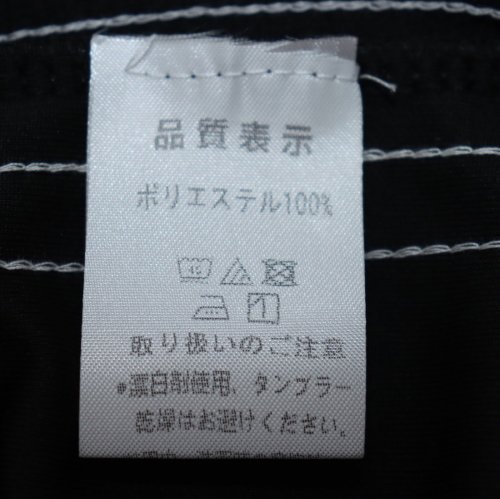 品質表示
ポリエステル100%
取り扱いのご注意
*漂白剤使用、タンブラー
乾燥はお避けください。